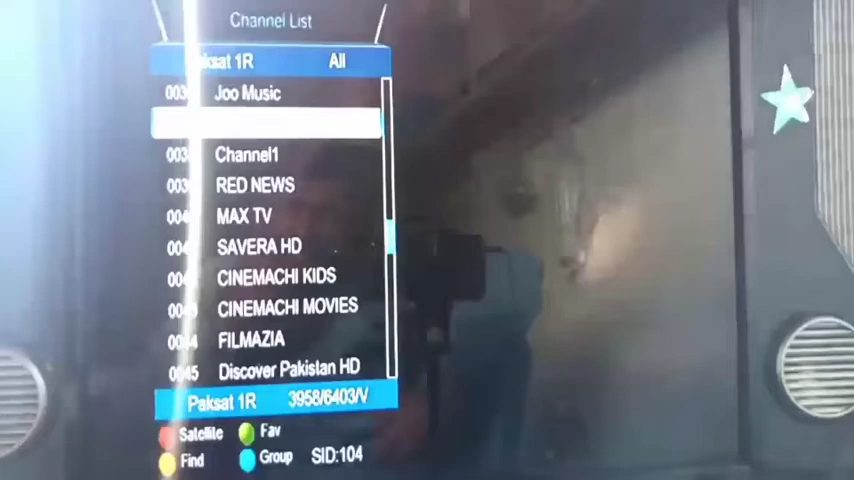 Channel List
Paksat 1R All
Joo Music
Channel1
RED NEWS
MAX TV
SAVERA HD
CINEMACHI KIDS
CINEMACHI MOVIES
0044 FILMAZIA
0045 Discover Pakistan HD
Paksat 1R 3958/6403/V
Satellite Fav
Find Group SID:104